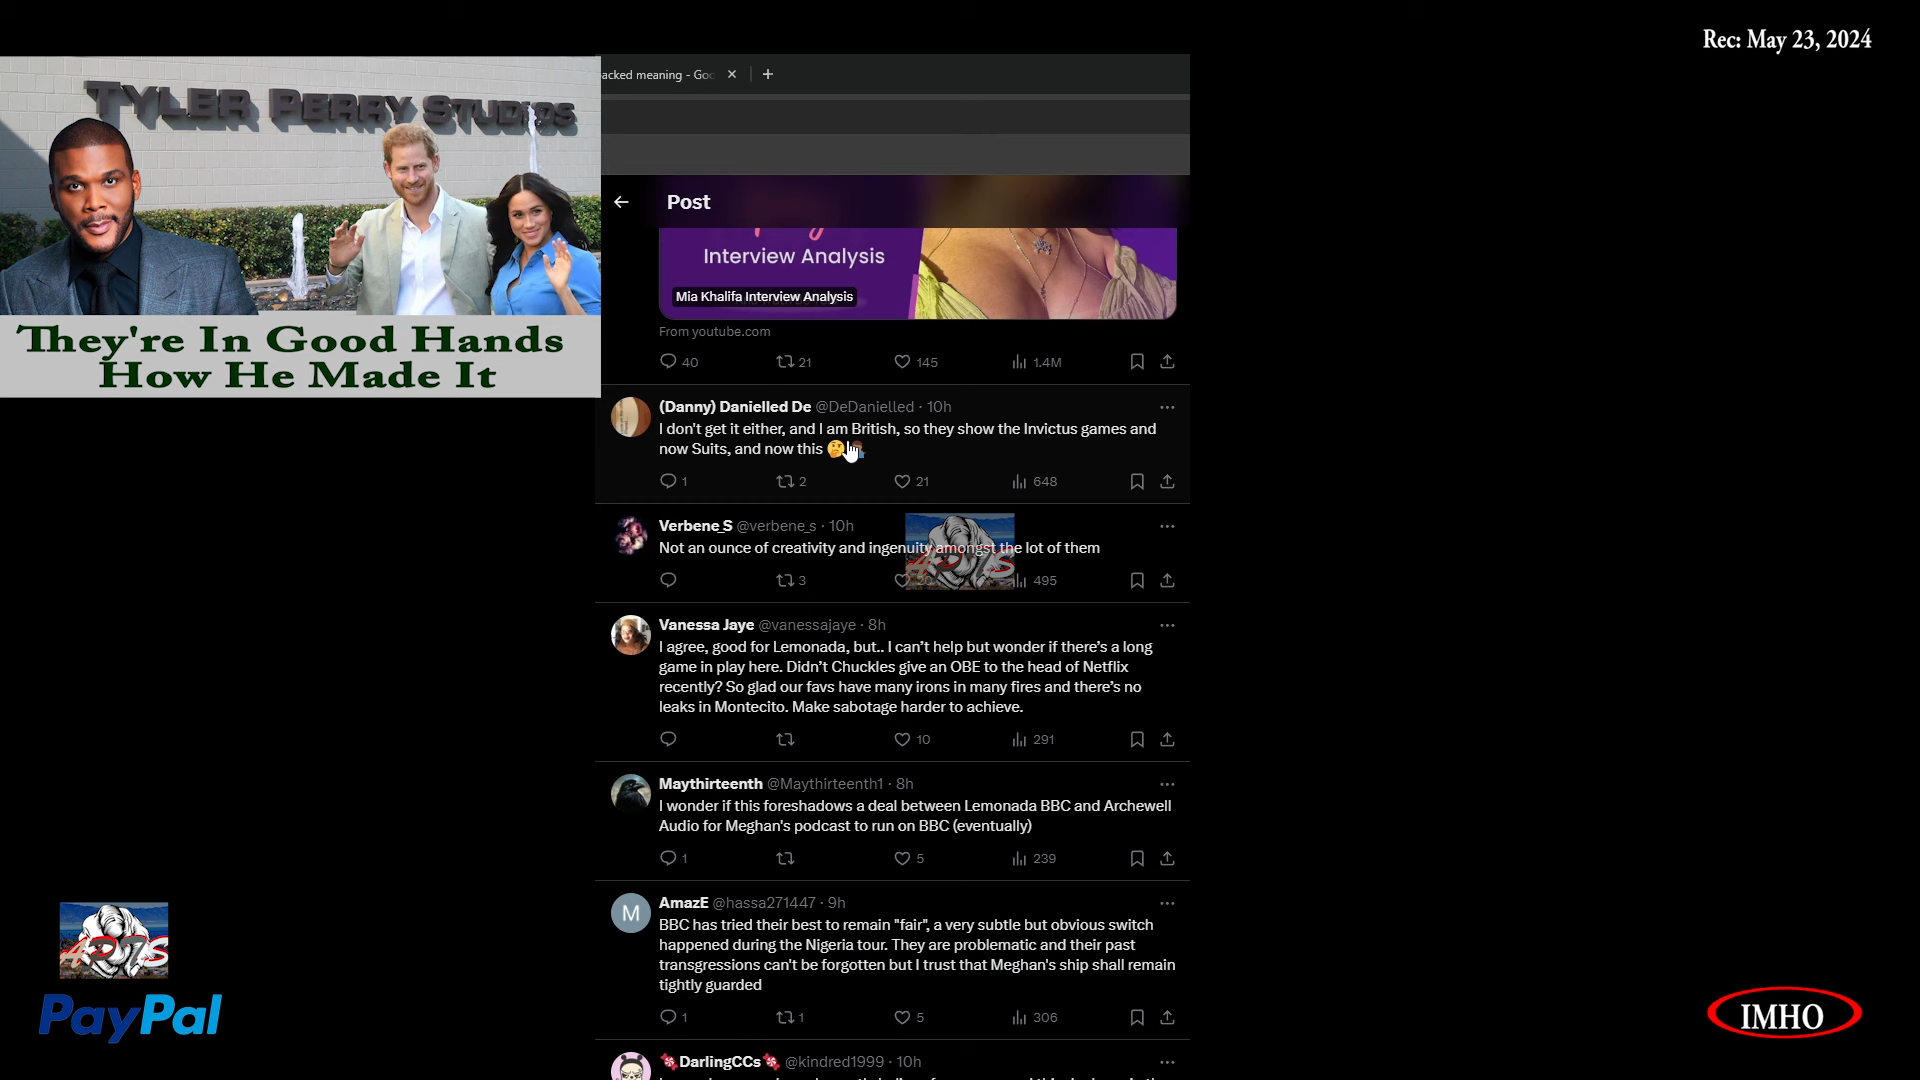 Rec: May 23, 2024
acked meaning - Goo
TYLER PERRY STUDIOS
They're In Good Hands
How He Made It
Post
Interview Analysis
Mia Khalifa Interview Analysis
From youtube.com
40 21 145 1.4M
(Danny) Danielled De @DeDanielled · 10h
I don't get it either, and I am British, so they show the Invictus games and
now Suits, and now this 🤔
1 2 21 648
Verbene_S @verbene_s · 10h
Not an ounce of creativity and ingenuity amongst the lot of them
3 20 495
Vanessa Jaye @vanessajaye · 8h
I agree, good for Lemonada, but.. I can't help but wonder if there's a long
game in play here. Didn't Chuckles give an OBE to the head of Netflix
recently? So glad our favs have many irons in many fires and there's no
leaks in Montecito. Make sabotage harder to achieve.
10 291
Maythirteenth @Maythirteenth1 · 8h
I wonder if this foreshadows a deal between Lemonada BBC and Archewell
Audio for Meghan's podcast to run on BBC (eventually)
1 5 239
M
AmazE @hassa271447 · 9h
BBC has tried their best to remain "fair", a very subtle but obvious switch
happened during the Nigeria tour. They are problematic and their past
transgressions can't be forgotten but I trust that Meghan's ship shall remain
tightly guarded
1 1 5 306
🍬DarlingCCs🍬 @kindred1999 · 10h
PayPal
IMHO